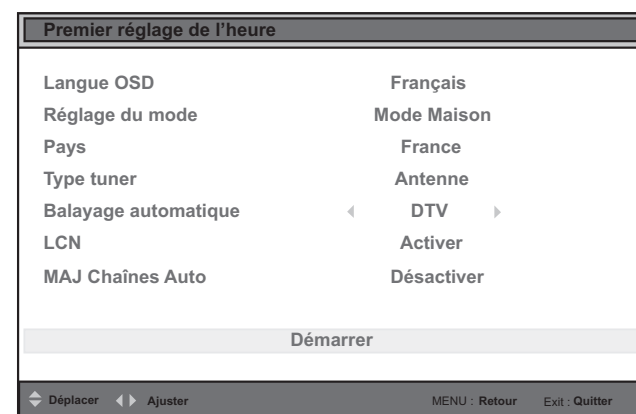 Premier réglage de l’heure
Langue OSD Français
Réglage du mode Mode Maison
Pays France
Type tuner Antenne
Balayage automatique DTV
LCN Activer
MAJ Chaînes Auto Désactiver
Démarrer
Déplacer Ajuster MENU : Retour Exit : Quitter